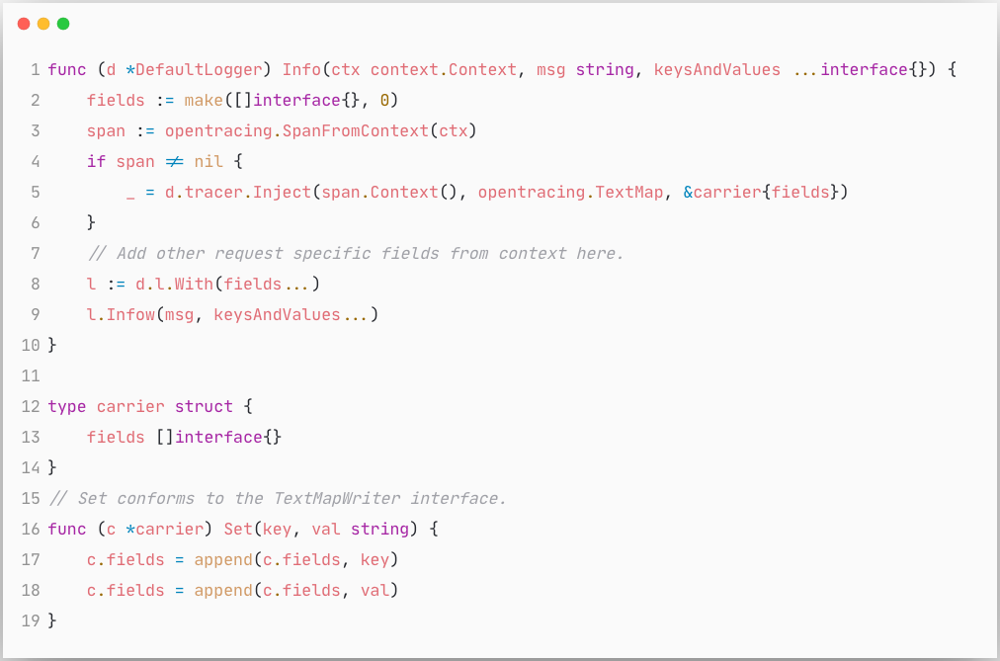 1 func (d *DefaultLogger) Info(ctx context.Context, msg string, keysAndValues ...interface{}) {
2     fields := make([]interface{}, 0)
3     span := opentracing.SpanFromContext(ctx)
4     if span != nil {
5         _ = d.tracer.Inject(span.Context(), opentracing.TextMap, &carrier{fields})
6     }
7     // Add other request specific fields from context here.
8     l := d.l.With(fields...)
9     l.Infow(msg, keysAndValues...)
10 }
11
12 type carrier struct {
13     fields []interface{}
14 }
15 // Set conforms to the TextMapWriter interface.
16 func (c *carrier) Set(key, val string) {
17     c.fields = append(c.fields, key)
18     c.fields = append(c.fields, val)
19 }